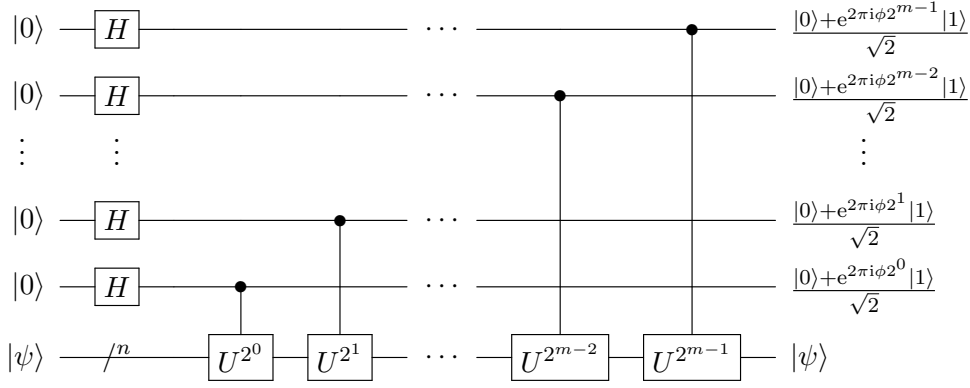 |0⟩ H ··· (|0⟩+e^{2πiϕ2^{m−1}}|1⟩)/√2
|0⟩ H ··· (|0⟩+e^{2πiϕ2^{m−2}}|1⟩)/√2
⋮ ⋮ ⋮
|0⟩ H ··· (|0⟩+e^{2πiϕ2^1}|1⟩)/√2
|0⟩ H ··· (|0⟩+e^{2πiϕ2^0}|1⟩)/√2
|ψ⟩ /^n U^{2^0} U^{2^1} ··· U^{2^{m−2}} U^{2^{m−1}} |ψ⟩